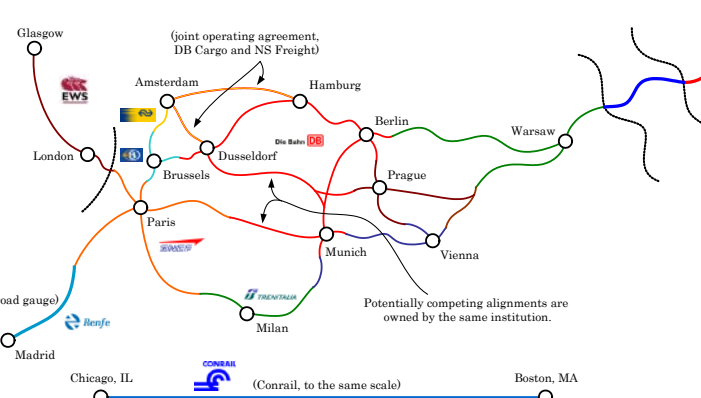 Glasgow
(joint operating agreement,
DB Cargo and NS Freight)
EWS
Amsterdam
Hamburg
Berlin
Warsaw
Die Bahn DB
London
Dusseldorf
Brussels
Prague
Paris
Munich
Vienna
TRENITALIA
oad gauge)
Potentially competing alignments are
owned by the same institution.
Renfe
Milan
Madrid
CONRAIL
Chicago, IL
(Conrail, to the same scale)
Boston, MA